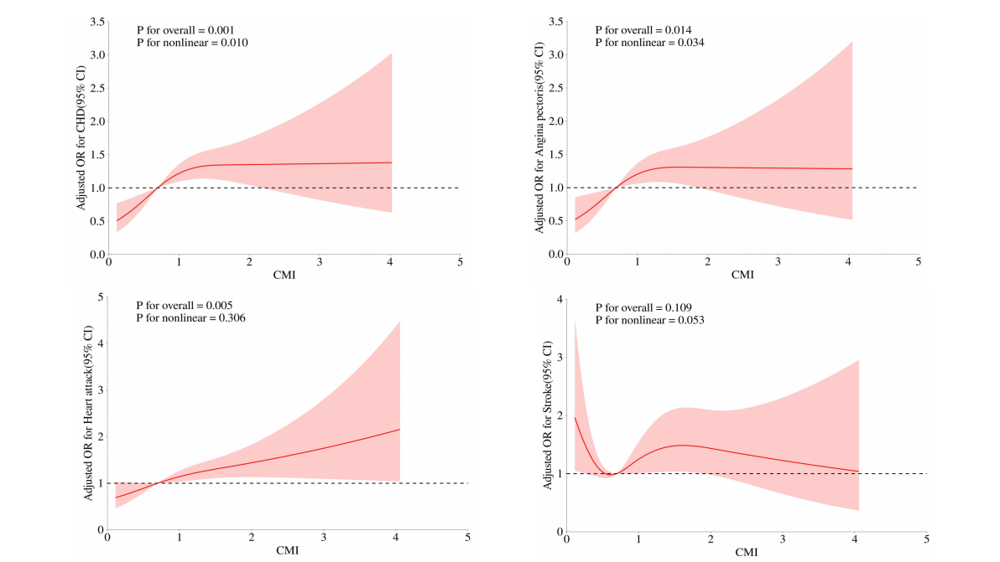 P for overall = 0.001
P for nonlinear = 0.010
Adjusted OR for CHD(95% CI)
3.5
3.0
2.5
2.0
1.5
1.0
0.5
0.0
0 1 2 3 4 5
CMI
P for overall = 0.014
P for nonlinear = 0.034
Adjusted OR for Angina pectoris(95% CI)
3.5
3.0
2.5
2.0
1.5
1.0
0.5
0.0
0 1 2 3 4 5
CMI
P for overall = 0.005
P for nonlinear = 0.306
Adjusted OR for Heart attack(95% CI)
5
4
3
2
1
0
0 1 2 3 4 5
CMI
P for overall = 0.109
P for nonlinear = 0.053
Adjusted OR for Stroke(95% CI)
4
3
2
1
0
0 1 2 3 4 5
CMI